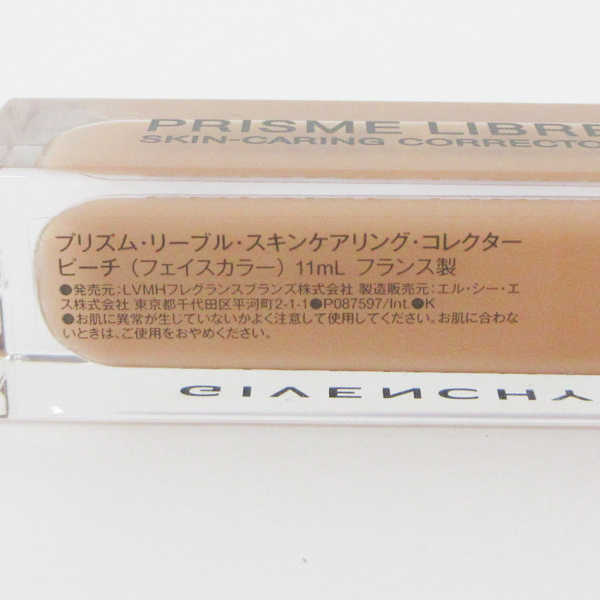 PRISME LIBRE
SKIN-CARING CORRECTO
プリズム・リーブル・スキンケアリング・コレクター
ピーチ（フェイスカラー）11mL フランス製
●発売元:LVMHフレグランスブランズ株式会社 製造販売元:エル・シー・エ
ス株式会社 東京都千代田区平河町2-1-1●P087597/Int.●K
●お肌に異常が生じていないかよく注意して使用してください。お肌に合わな
いときは、ご使用をおやめください。
GIVENCHY